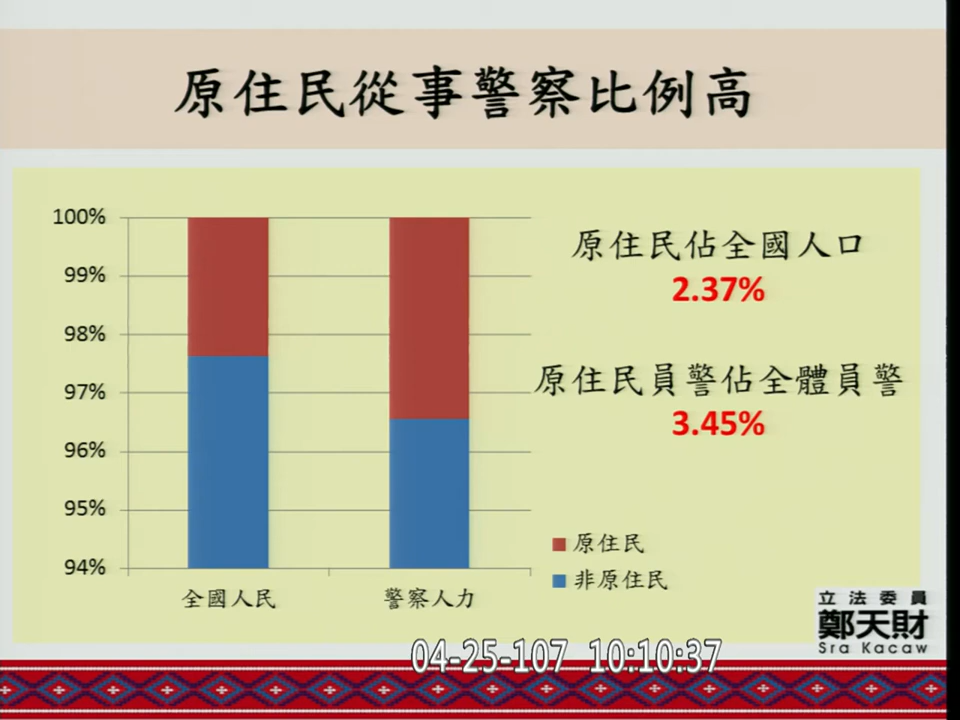 原住民從事警察比例高
100%
99%
98%
97%
96%
95%
94%
全國人民
警察人力
原住民佔全國人口
2.37%
原住民員警佔全體員警
3.45%
原住民
非原住民
立法委員
鄭天財
Sra Kacaw
04-25-107 10:10:37